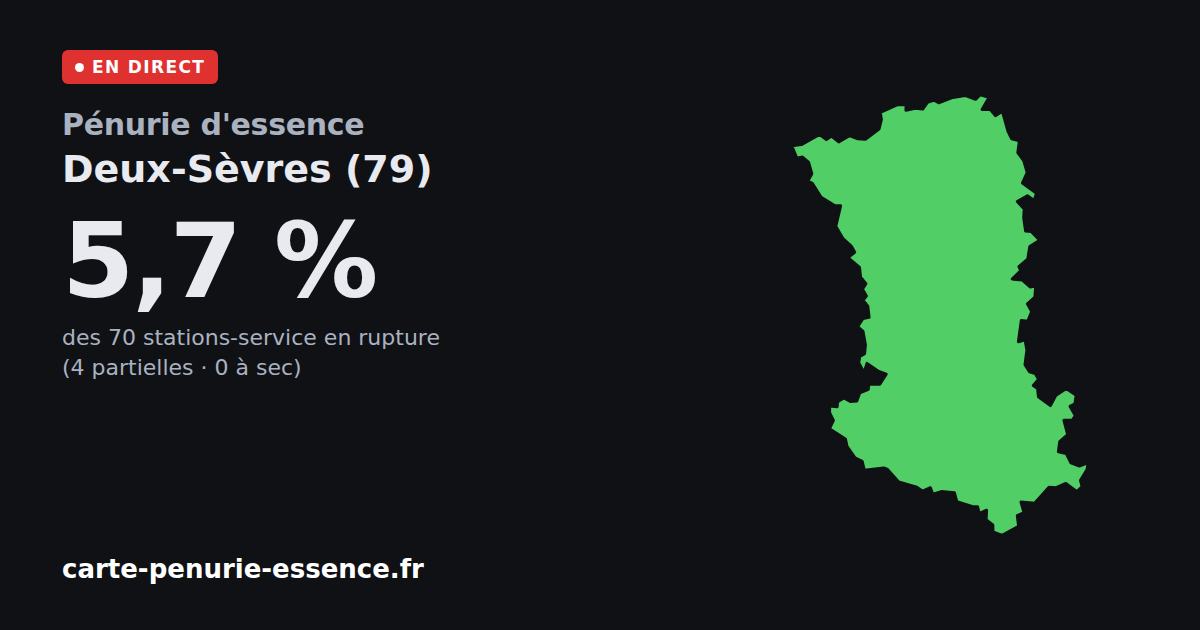 EN DIRECT
Pénurie d'essence
Deux-Sèvres (79)
5,7 %
des 70 stations-service en rupture
(4 partielles · 0 à sec)
carte-penurie-essence.fr